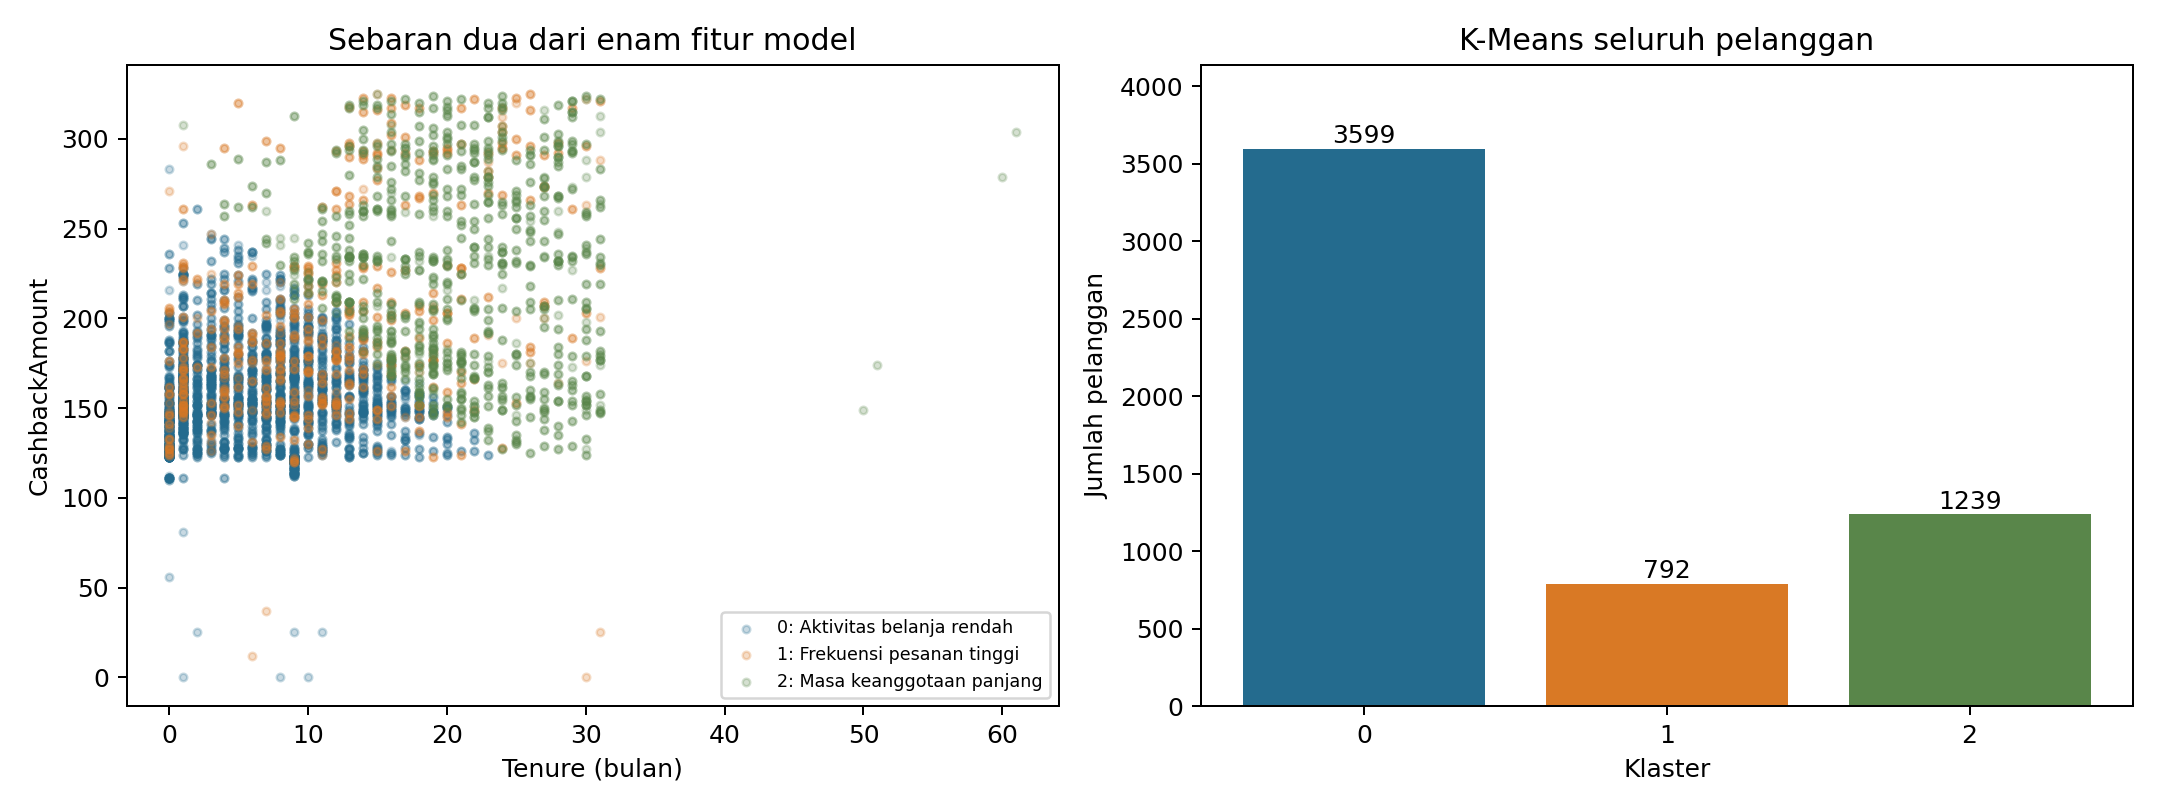 Sebaran dua dari enam fitur model
CashbackAmount
300
250
200
150
100
50
0
0: Aktivitas belanja rendah
1: Frekuensi pesanan tinggi
2: Masa keanggotaan panjang
0 10 20 30 40 50 60
Tenure (bulan)
K-Means seluruh pelanggan
Jumlah pelanggan
4000
3500
3000
2500
2000
1500
1000
500
0
3599
792
1239
0 1 2
Klaster